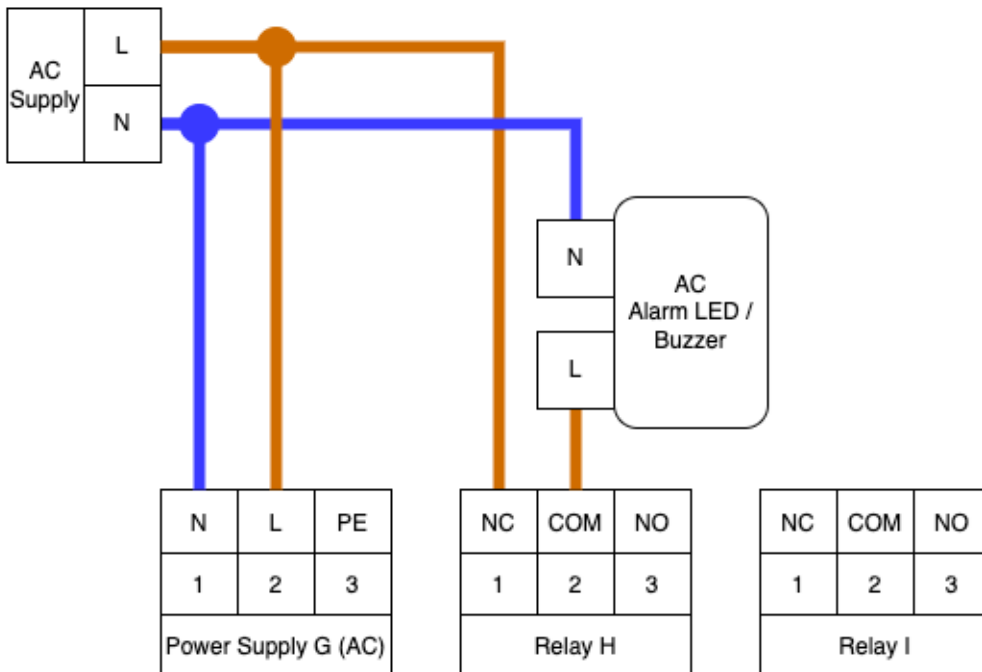 AC
Supply
L
N
N
AC
Alarm LED /
Buzzer
L
N L PE
1 2 3
Power Supply G (AC)
NC COM NO
1 2 3
Relay H
NC COM NO
1 2 3
Relay I